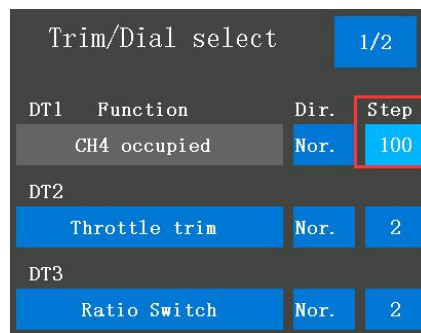 Trim/Dial select 1/2
DT1 Function Dir. Step
CH4 occupied Nor. 100
DT2
Throttle trim Nor. 2
DT3
Ratio Switch Nor. 2